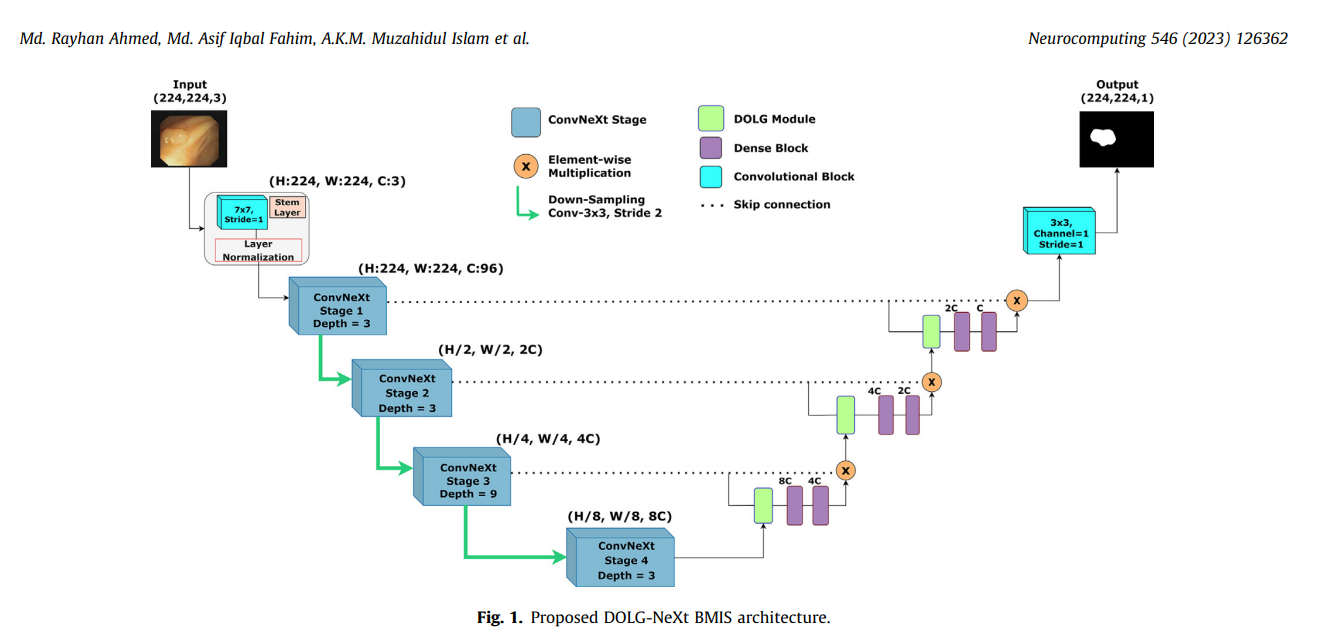 Md. Rayhan Ahmed, Md. Asif Iqbal Fahim, A.K.M. Muzahidul Islam et al.
Neurocomputing 546 (2023) 126362
Input
(224,224,3)
Output
(224,224,1)
ConvNeXt Stage
X
Element-wise
Multiplication
Down-Sampling
Conv-3x3, Stride 2
DOLG Module
Dense Block
Convolutional Block
Skip connection
(H:224, W:224, C:3)
7x7,
Stride=1
Stem
Layer
Layer
Normalization
3x3,
Channel=1
Stride=1
(H:224, W:224, C:96)
ConvNeXt
Stage 1
Depth = 3
X
2C
C
(H/2, W/2, 2C)
ConvNeXt
Stage 2
Depth = 3
X
4C
2C
(H/4, W/4, 4C)
ConvNeXt
Stage 3
Depth = 9
X
8C
4C
(H/8, W/8, 8C)
ConvNeXt
Stage 4
Depth = 3
Fig. 1. Proposed DOLG-NeXt BMIS architecture.